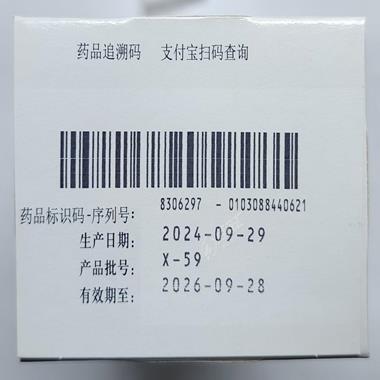 药品追溯码 支付宝扫码查询
药品标识码-序列号: 8306297 - 0103088440621
生产日期: 2024-09-29
产品批号: X-59
有效期至: 2026-09-28